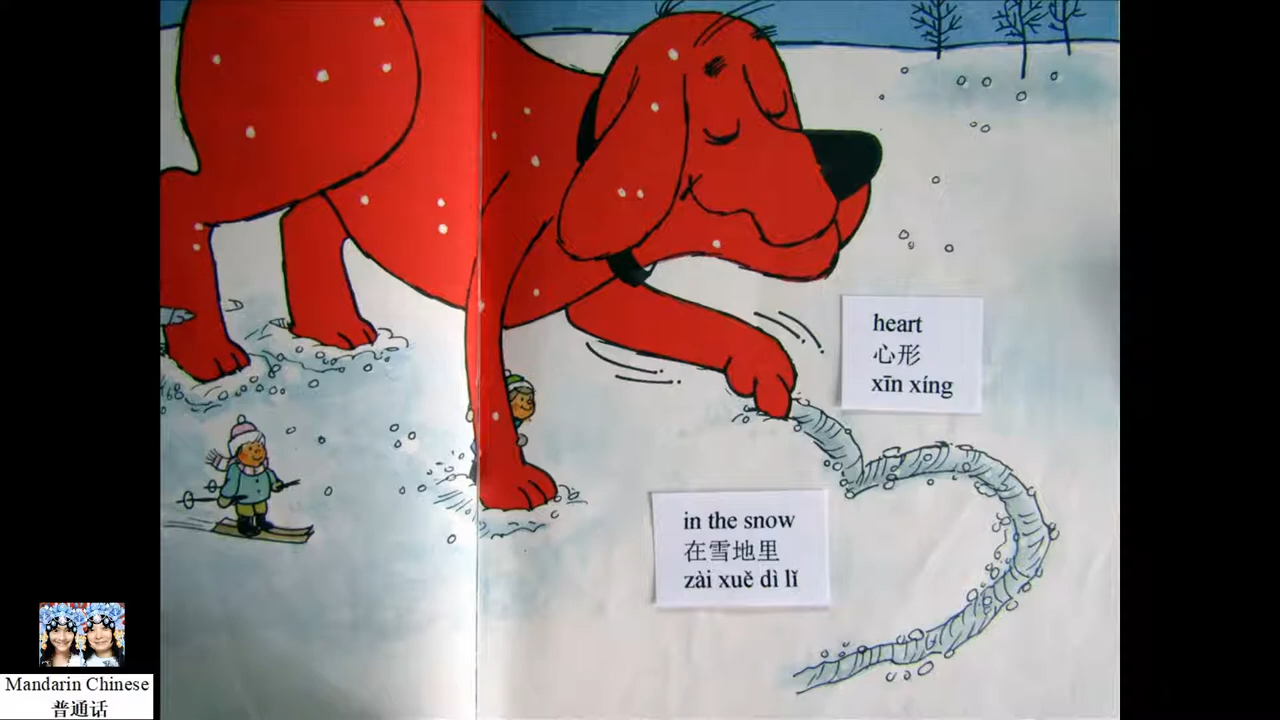 heart
心形
xīn xíng
in the snow
在雪地里
zài xuě dì lǐ
Mandarin Chinese
普通话